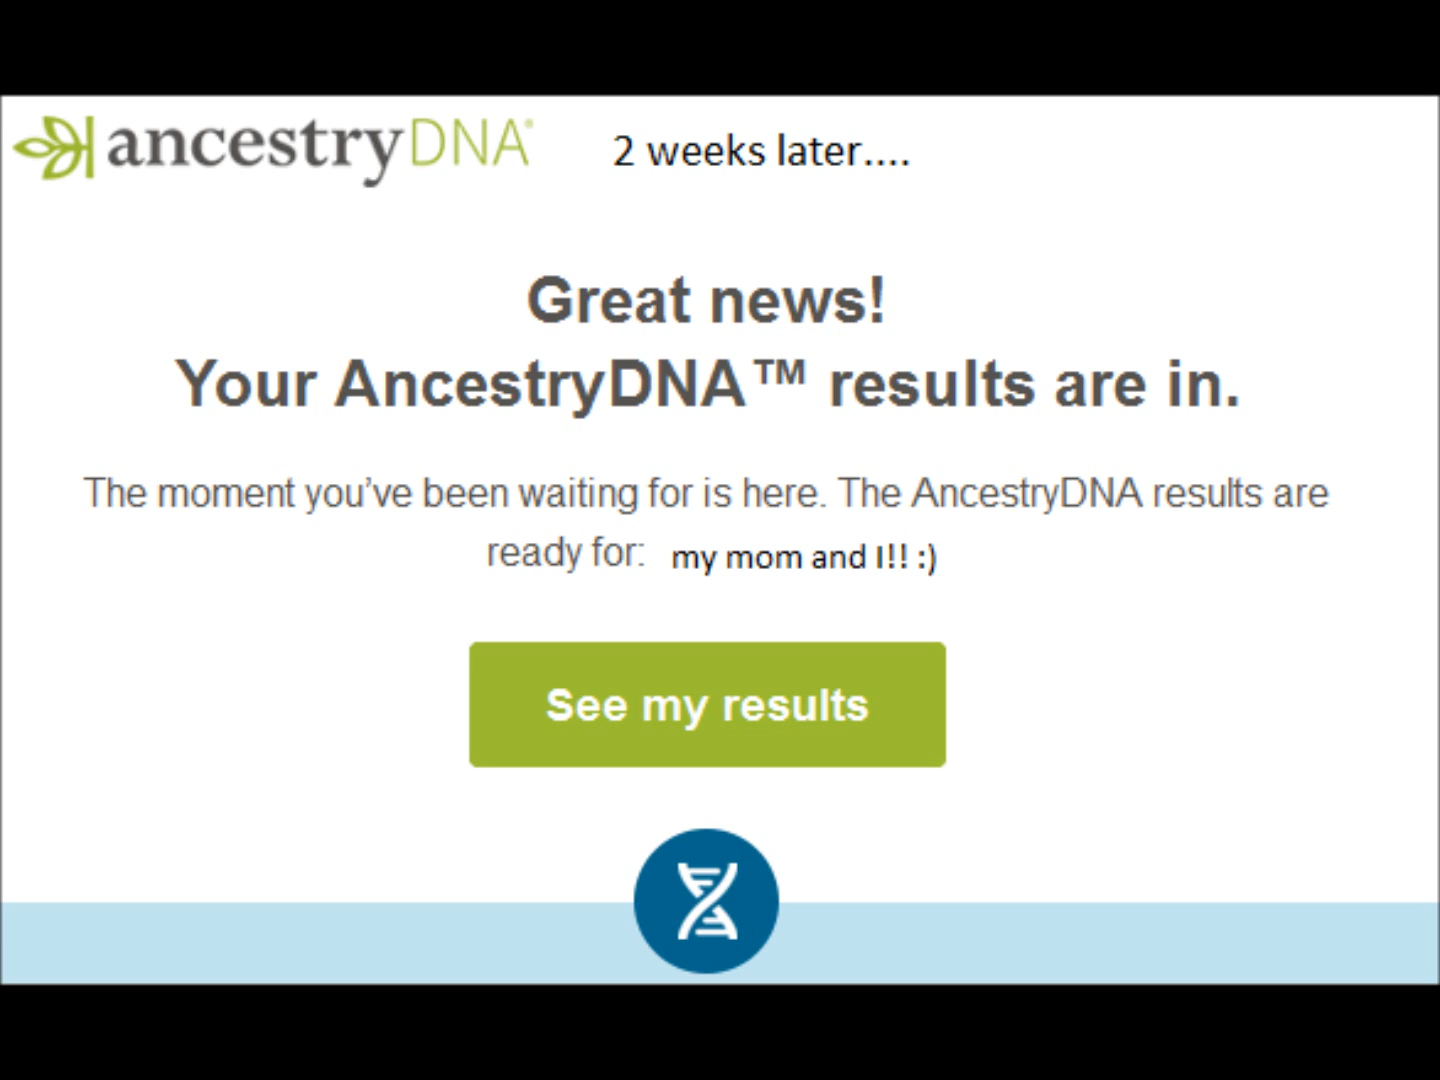 ancestryDNA® 2 weeks later....
Great news!
Your AncestryDNA™ results are in.
The moment you’ve been waiting for is here. The AncestryDNA results are
ready for: my mom and I!! :)
See my results